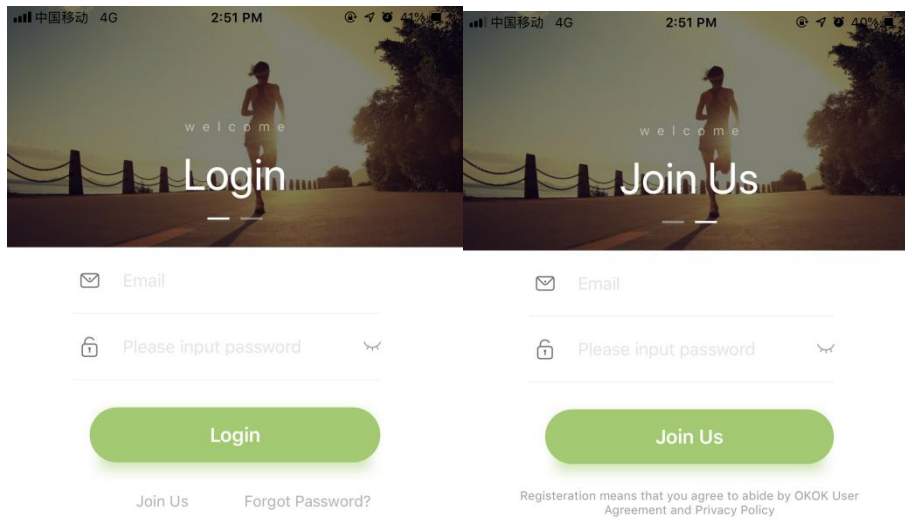 中国移动 4G 2:51 PM 41%
welcome
Login
Email
Please input password
Login
Join Us Forgot Password?
中国移动 4G 2:51 PM 40%
welcome
Join Us
Email
Please input password
Join Us
Registeration means that you agree to abide by OKOK User
Agreement and Privacy Policy